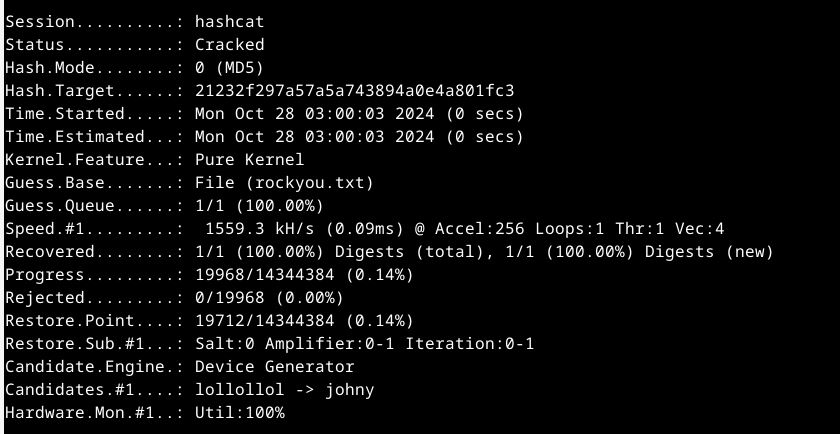 Session..........: hashcat
Status...........: Cracked
Hash.Mode........: 0 (MD5)
Hash.Target......: 21232f297a57a5a743894a0e4a801fc3
Time.Started.....: Mon Oct 28 03:00:03 2024 (0 secs)
Time.Estimated...: Mon Oct 28 03:00:03 2024 (0 secs)
Kernel.Feature...: Pure Kernel
Guess.Base.......: File (rockyou.txt)
Guess.Queue......: 1/1 (100.00%)
Speed.#1.........:  1559.3 kH/s (0.09ms) @ Accel:256 Loops:1 Thr:1 Vec:4
Recovered........: 1/1 (100.00%) Digests (total), 1/1 (100.00%) Digests (new)
Progress.........: 19968/14344384 (0.14%)
Rejected.........: 0/19968 (0.00%)
Restore.Point....: 19712/14344384 (0.14%)
Restore.Sub.#1...: Salt:0 Amplifier:0-1 Iteration:0-1
Candidate.Engine.: Device Generator
Candidates.#1....: lollollol -> johny
Hardware.Mon.#1..: Util:100%